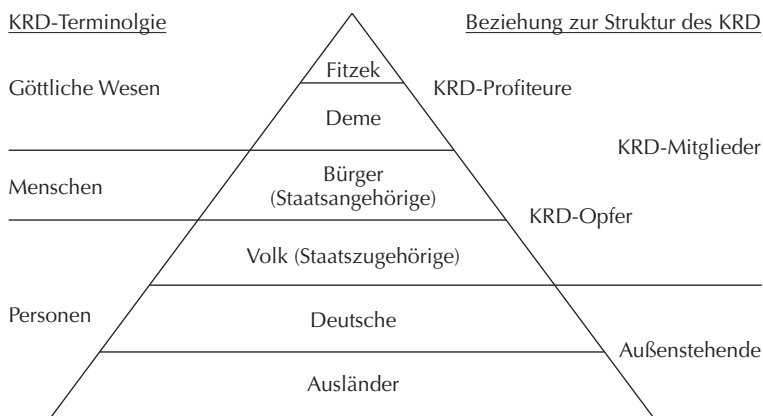 KRD-Terminolgie
Beziehung zur Struktur des KRD
Fitzek
Göttliche Wesen
KRD-Profiteure
Deme
KRD-Mitglieder
Menschen
Bürger
(Staatsangehörige)
KRD-Opfer
Volk (Staatszugehörige)
Personen
Deutsche
Außenstehende
Ausländer